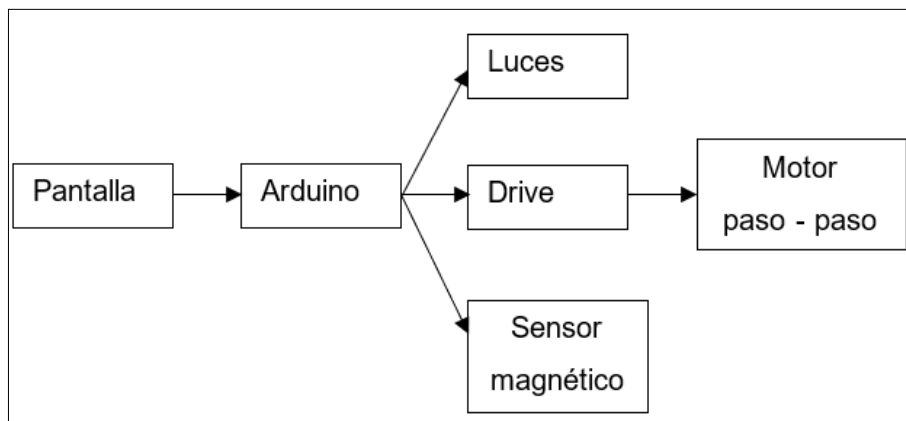 Luces
Pantalla
Arduino
Drive
Motor
paso - paso
Sensor
magnético